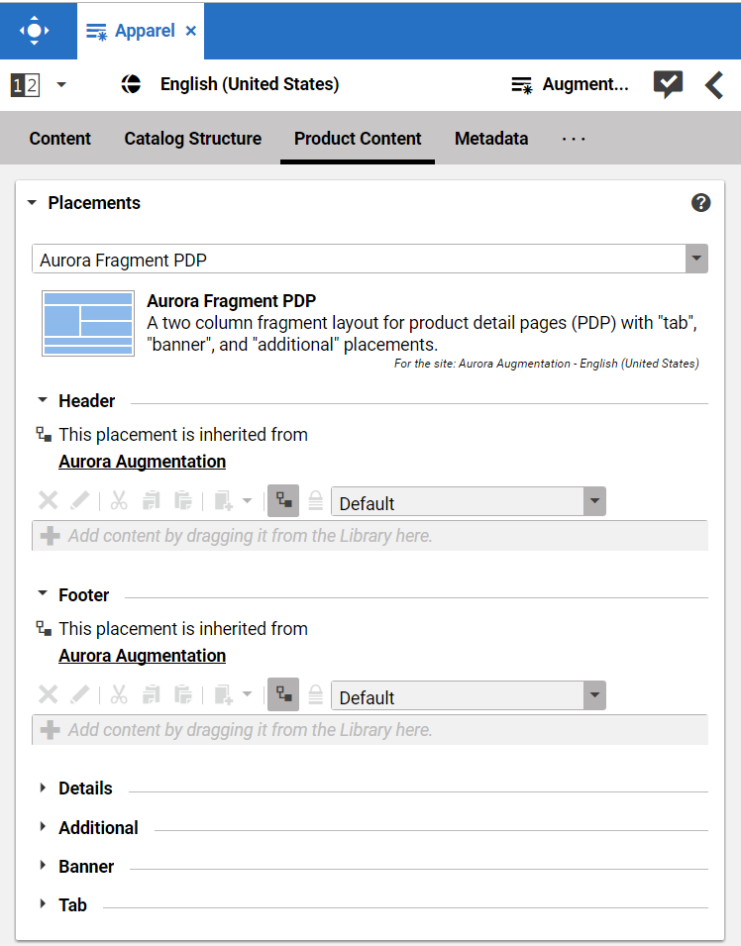 Apparel ×
12 English (United States) Augment...
Content Catalog Structure Product Content Metadata ...
Placements
Aurora Fragment PDP
Aurora Fragment PDP
A two column fragment layout for product detail pages (PDP) with "tab",
"banner", and "additional" placements.
For the site: Aurora Augmentation - English (United States)
Header
This placement is inherited from
Aurora Augmentation
Default
Add content by dragging it from the Library here.
Footer
This placement is inherited from
Aurora Augmentation
Default
Add content by dragging it from the Library here.
Details
Additional
Banner
Tab